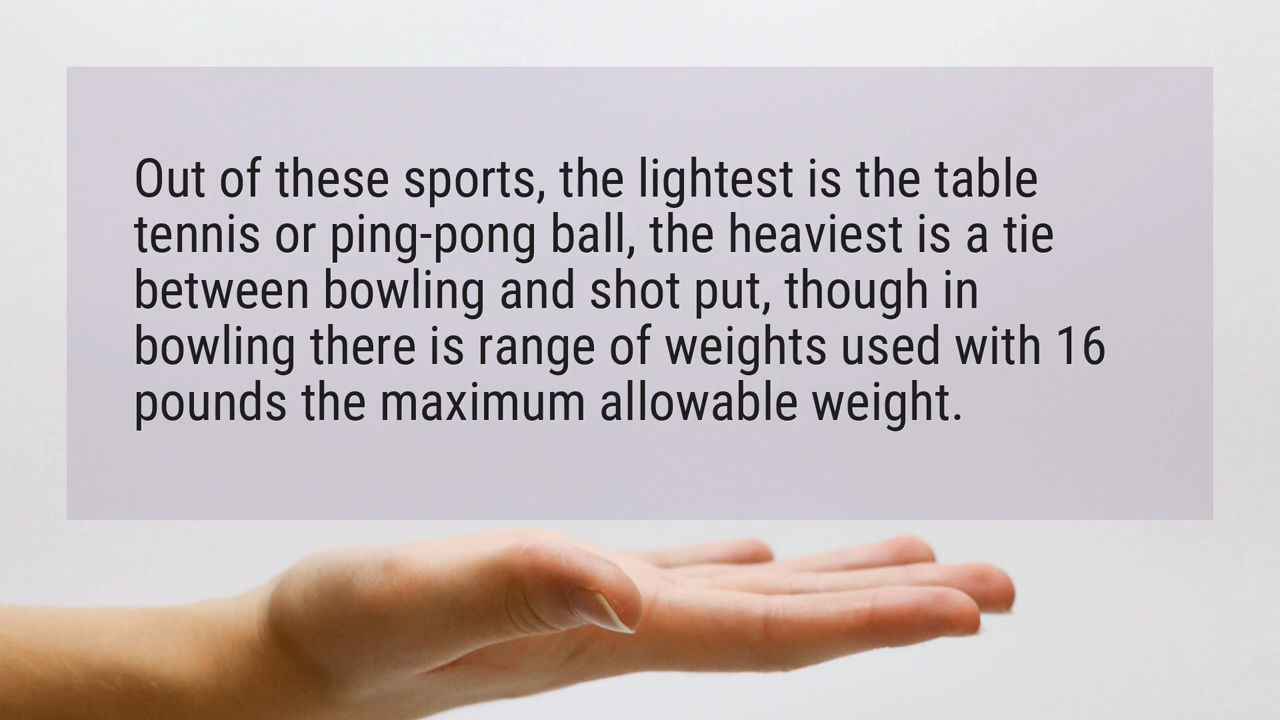 Out of these sports, the lightest is the table
tennis or ping-pong ball, the heaviest is a tie
between bowling and shot put, though in
bowling there is range of weights used with 16
pounds the maximum allowable weight.